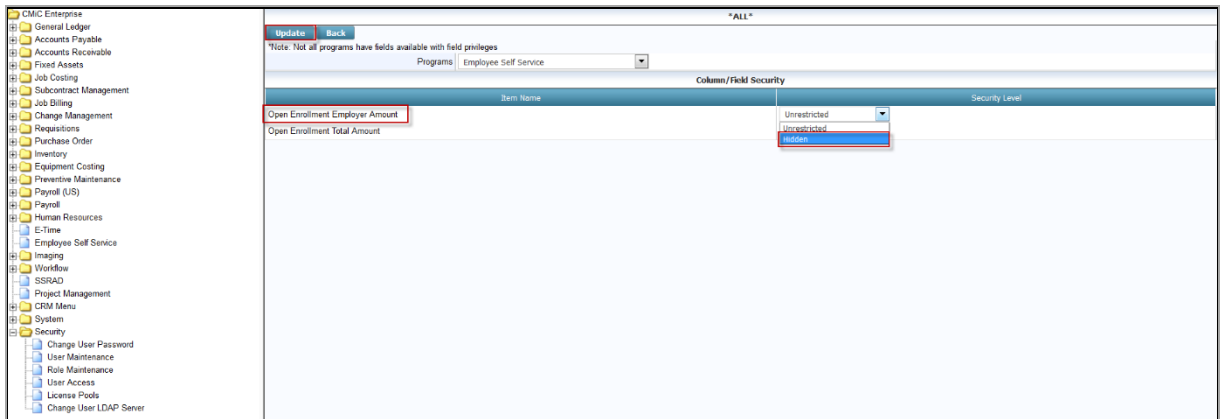 CMiC Enterprise
General Ledger
Accounts Payable
Accounts Receivable
Fixed Assets
Job Costing
Subcontract Management
Job Billing
Change Management
Requisitions
Purchase Order
Inventory
Equipment Costing
Preventive Maintenance
Payroll (US)
Payroll
Human Resources
E-Time
Employee Self Service
Imaging
Workflow
SSRAD
Project Management
CRM Menu
System
Security
Change User Password
User Maintenance
Role Maintenance
User Access
License Pools
Change User LDAP Server
*ALL*
Update Back
*Note: Not all programs have fields available with field privileges
Programs Employee Self Service
Column/Field Security
Item Name Security Level
Open Enrollment Employer Amount Unrestricted
Open Enrollment Total Amount Unrestricted
Hidden